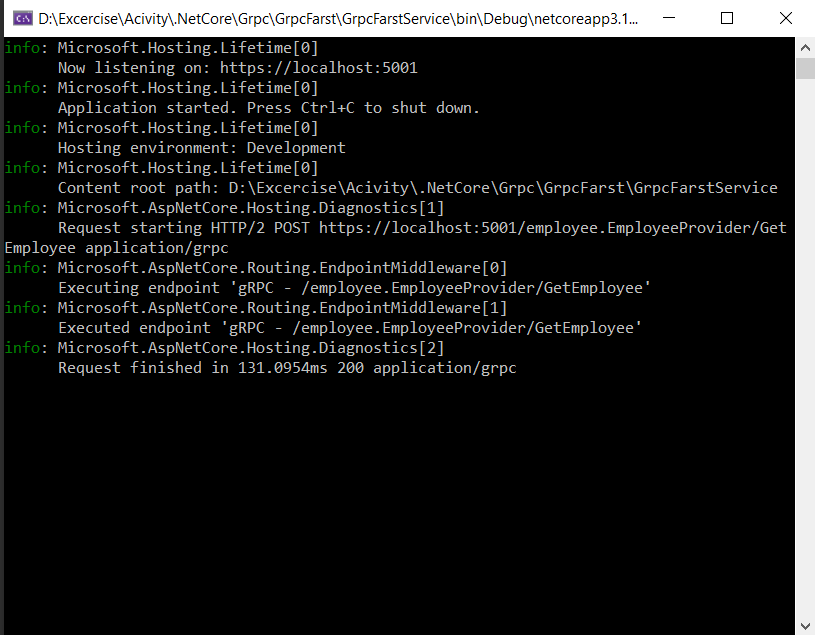 D:\Excercise\Acivity\.NetCore\Grpc\GrpcFarst\GrpcFarstService\bin\Debug\netcoreapp3.1...
info: Microsoft.Hosting.Lifetime[0]
      Now listening on: https://localhost:5001
info: Microsoft.Hosting.Lifetime[0]
      Application started. Press Ctrl+C to shut down.
info: Microsoft.Hosting.Lifetime[0]
      Hosting environment: Development
info: Microsoft.Hosting.Lifetime[0]
      Content root path: D:\Excercise\Acivity\.NetCore\Grpc\GrpcFarst\GrpcFarstService
info: Microsoft.AspNetCore.Hosting.Diagnostics[1]
      Request starting HTTP/2 POST https://localhost:5001/employee.EmployeeProvider/Get
Employee application/grpc
info: Microsoft.AspNetCore.Routing.EndpointMiddleware[0]
      Executing endpoint 'gRPC - /employee.EmployeeProvider/GetEmployee'
info: Microsoft.AspNetCore.Routing.EndpointMiddleware[1]
      Executed endpoint 'gRPC - /employee.EmployeeProvider/GetEmployee'
info: Microsoft.AspNetCore.Hosting.Diagnostics[2]
      Request finished in 131.0954ms 200 application/grpc